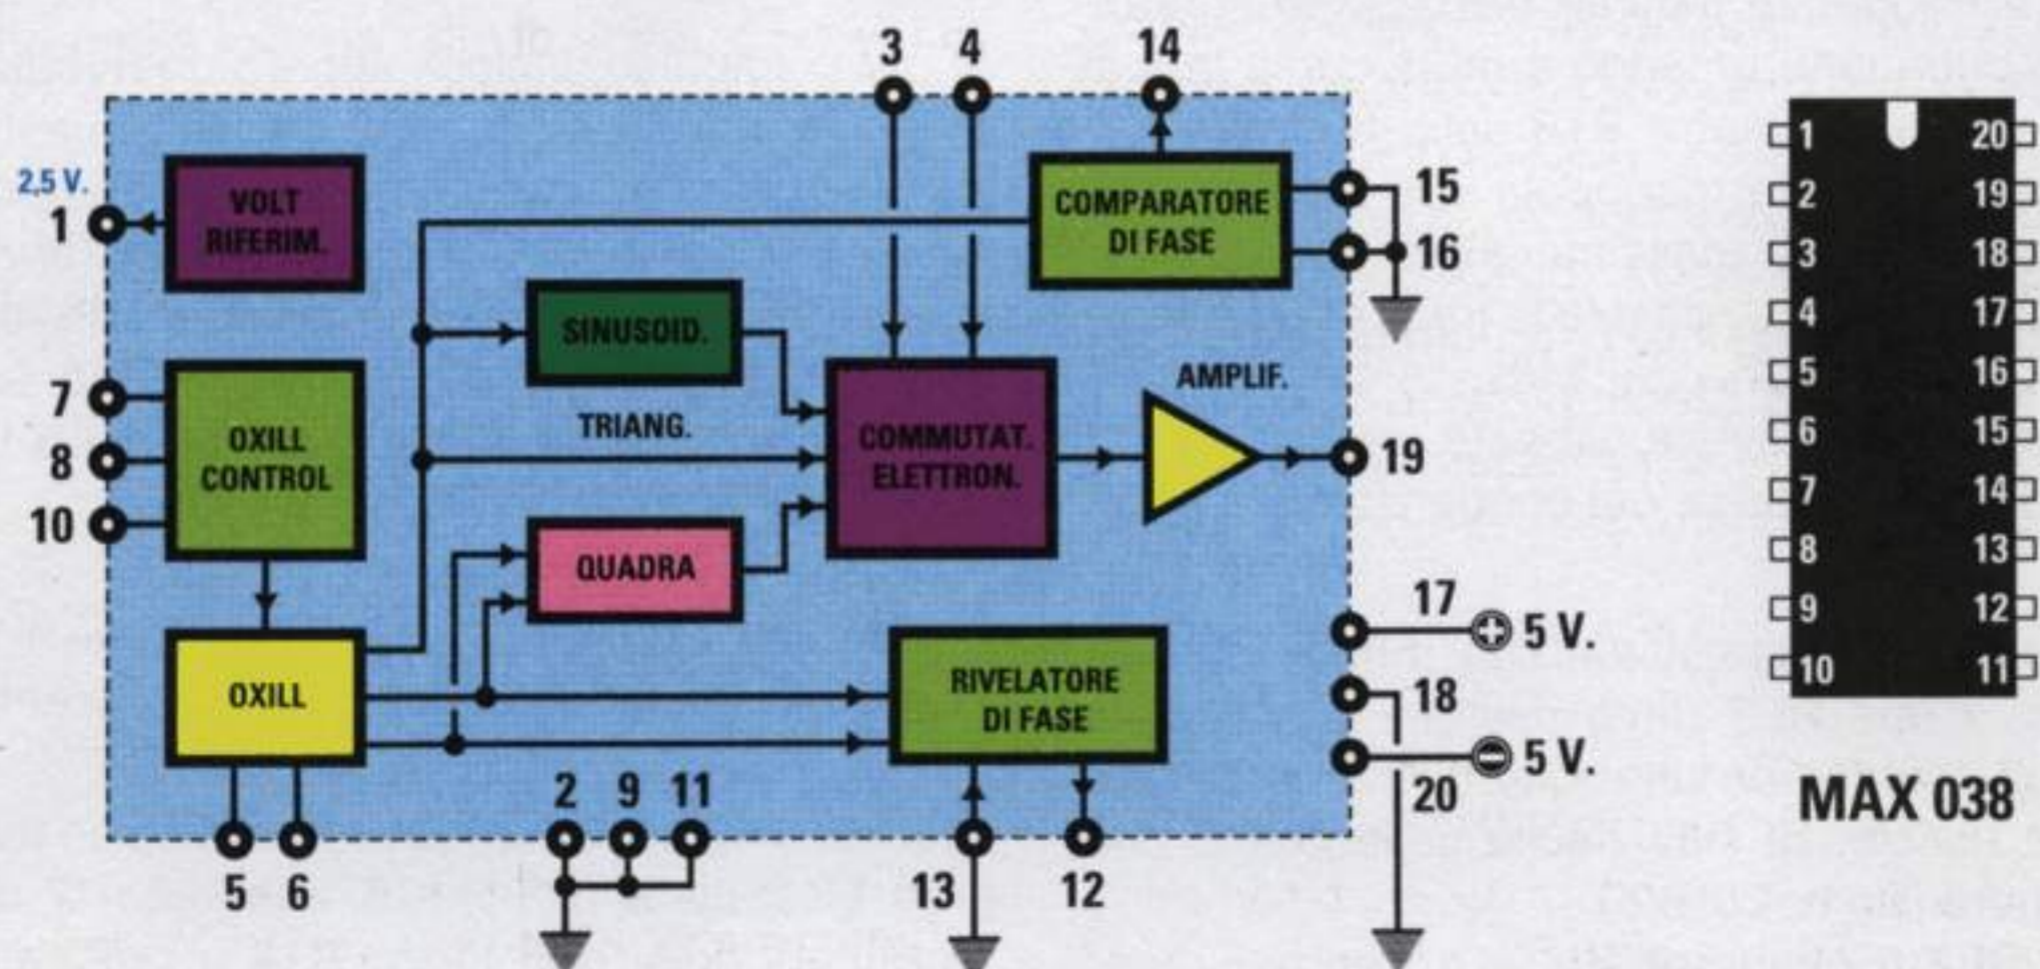 3 4 14
2,5 V.
1
VOLT
RIFERIM.
COMPARATORE
DI FASE
15
16
SINUSOID.
7
8
10
OXILL
CONTROL
TRIANG.
COMMUTAT.
ELETTRON.
AMPLIF.
19
QUADRA
OXILL
RIVELATORE
DI FASE
17
+ 5 V.
18
20
− 5 V.
5 6
2 9 11
13 12
1 20
2 19
3 18
4 17
5 16
6 15
7 14
8 13
9 12
10 11
MAX 038